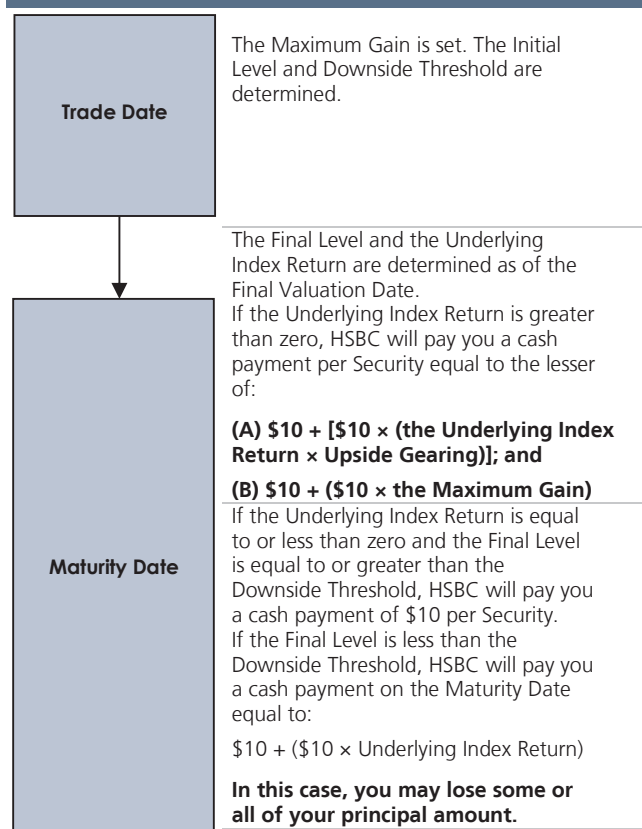 Trade Date
The Maximum Gain is set. The Initial
Level and Downside Threshold are
determined.
Maturity Date
The Final Level and the Underlying
Index Return are determined as of the
Final Valuation Date.
If the Underlying Index Return is greater
than zero, HSBC will pay you a cash
payment per Security equal to the lesser
of:
(A) $10 + [$10 × (the Underlying Index
Return × Upside Gearing)]; and
(B) $10 + ($10 × the Maximum Gain)
If the Underlying Index Return is equal
to or less than zero and the Final Level
is equal to or greater than the
Downside Threshold, HSBC will pay you
a cash payment of $10 per Security.
If the Final Level is less than the
Downside Threshold, HSBC will pay you
a cash payment on the Maturity Date
equal to:
$10 + ($10 × Underlying Index Return)
In this case, you may lose some or
all of your principal amount.